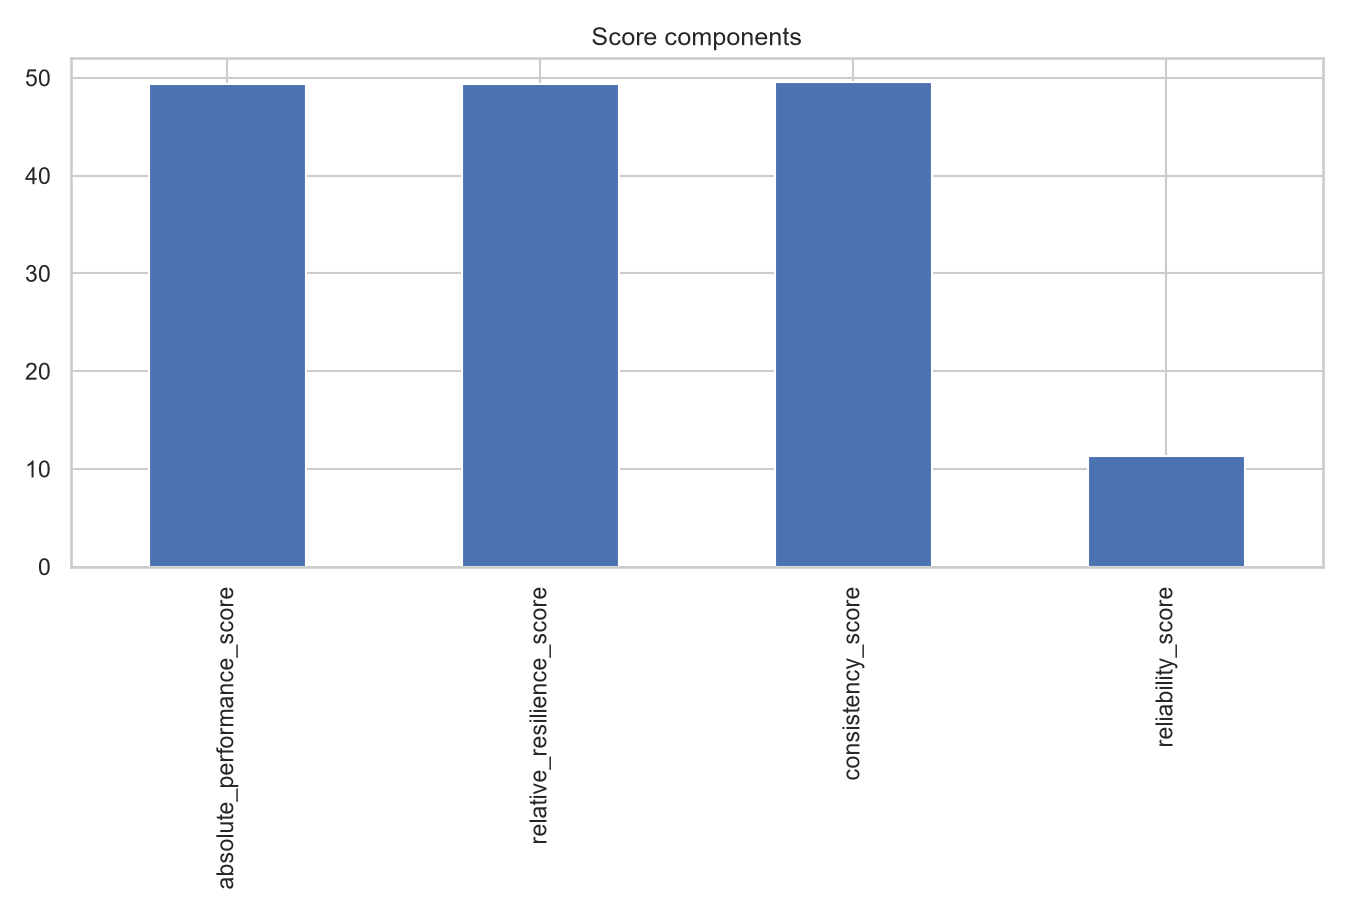 Score components
50
40
30
20
10
0
absolute_performance_score
relative_resilience_score
consistency_score
reliability_score